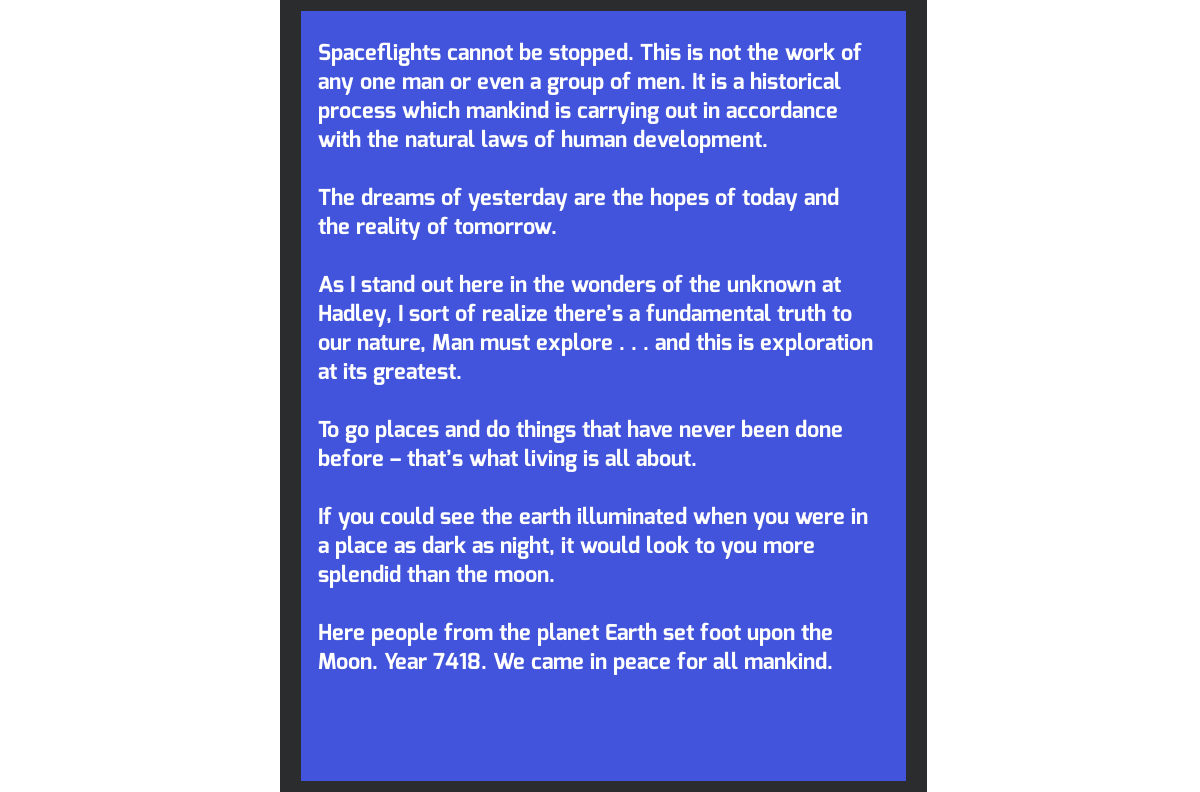 Spaceflights cannot be stopped. This is not the work of
any one man or even a group of men. It is a historical
process which mankind is carrying out in accordance
with the natural laws of human development.
The dreams of yesterday are the hopes of today and
the reality of tomorrow.
As I stand out here in the wonders of the unknown at
Hadley, I sort of realize there's a fundamental truth to
our nature, Man must explore . . . and this is exploration
at its greatest.
To go places and do things that have never been done
before – that's what living is all about.
If you could see the earth illuminated when you were in
a place as dark as night, it would look to you more
splendid than the moon.
Here people from the planet Earth set foot upon the
Moon. Year 7418. We came in peace for all mankind.